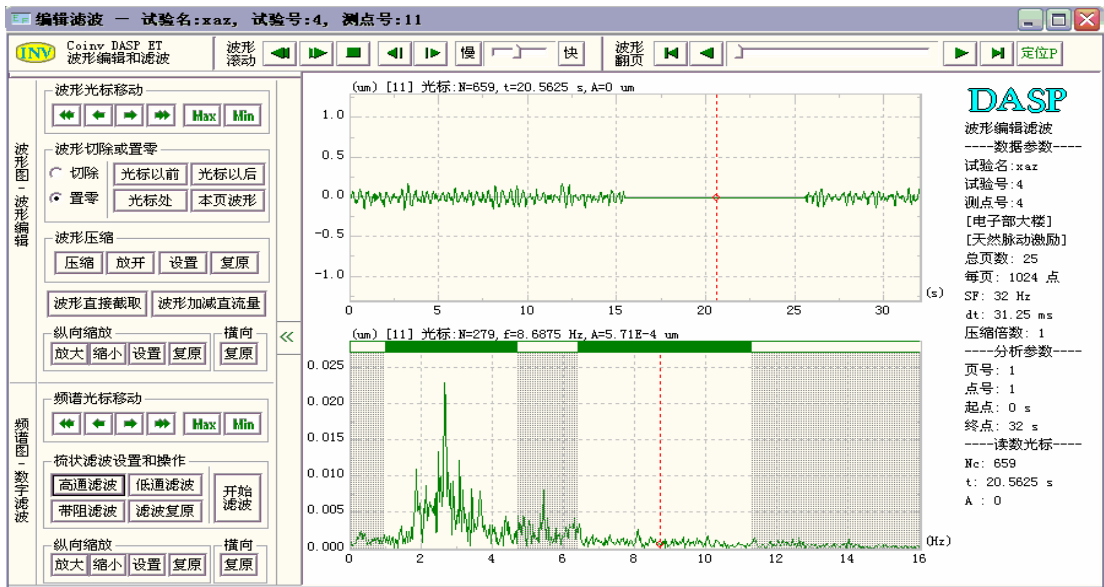 编辑滤波 — 试验名:xaz, 试验号:4, 测点号:11
INV
Coinv DASP ET
波形编辑和滤波
波形
滚动
慢
快
波形
翻页
定位P
波形图-波形编辑
波形光标移动
Max
Min
波形切除或置零
切除
光标以前
光标以后
置零
光标处
本页波形
波形压缩
压缩
放开
设置
复原
波形直接截取
波形加减直流量
纵向缩放
横向
放大
缩小
设置
复原
复原
频谱图-数字滤波
频谱光标移动
Max
Min
梳状滤波设置和操作
高通滤波
低通滤波
开始
滤波
带阻滤波
滤波复原
纵向缩放
横向
放大
缩小
设置
复原
复原
<<
(um) [11] 光标:N=659,t=20.5625 s,A=0 um
1.0
0.5
0.0
-0.5
-1.0
0 5 10 15 20 25 30
(s)
(um) [11] 光标:N=279,f=8.6875 Hz,A=5.71E-4 um
0.025
0.020
0.015
0.010
0.005
0.000
0 2 4 6 8 10 12 14 16
(Hz)
DASP
波形编辑滤波
----数据参数----
试验名:xaz
试验号:4
测点号:4
[电子部大楼]
[天然脉动激励]
总页数: 25
每页: 1024 点
SF: 32 Hz
dt: 31.25 ms
压缩倍数: 1
----分析参数----
页号: 1
点号: 1
起点: 0 s
终点: 32 s
----读数光标----
Nc: 659
t: 20.5625 s
A : 0